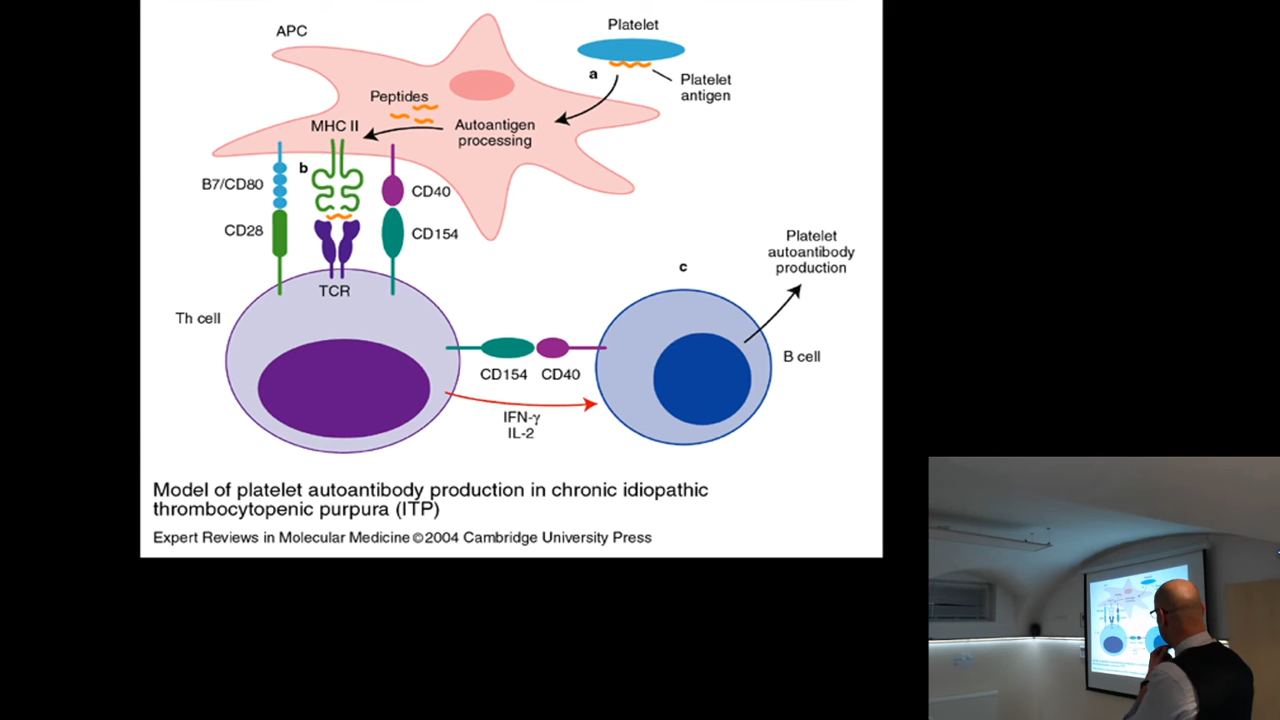 APC
Platelet
a
Platelet
antigen
Peptides
MHC II
Autoantigen
processing
B7/CD80
b
CD40
CD28
CD154
TCR
Platelet
autoantibody
production
c
Th cell
B cell
CD154
CD40
IFN-γ
IL-2
Model of platelet autoantibody production in chronic idiopathic
thrombocytopenic purpura (ITP)
Expert Reviews in Molecular Medicine ©2004 Cambridge University Press